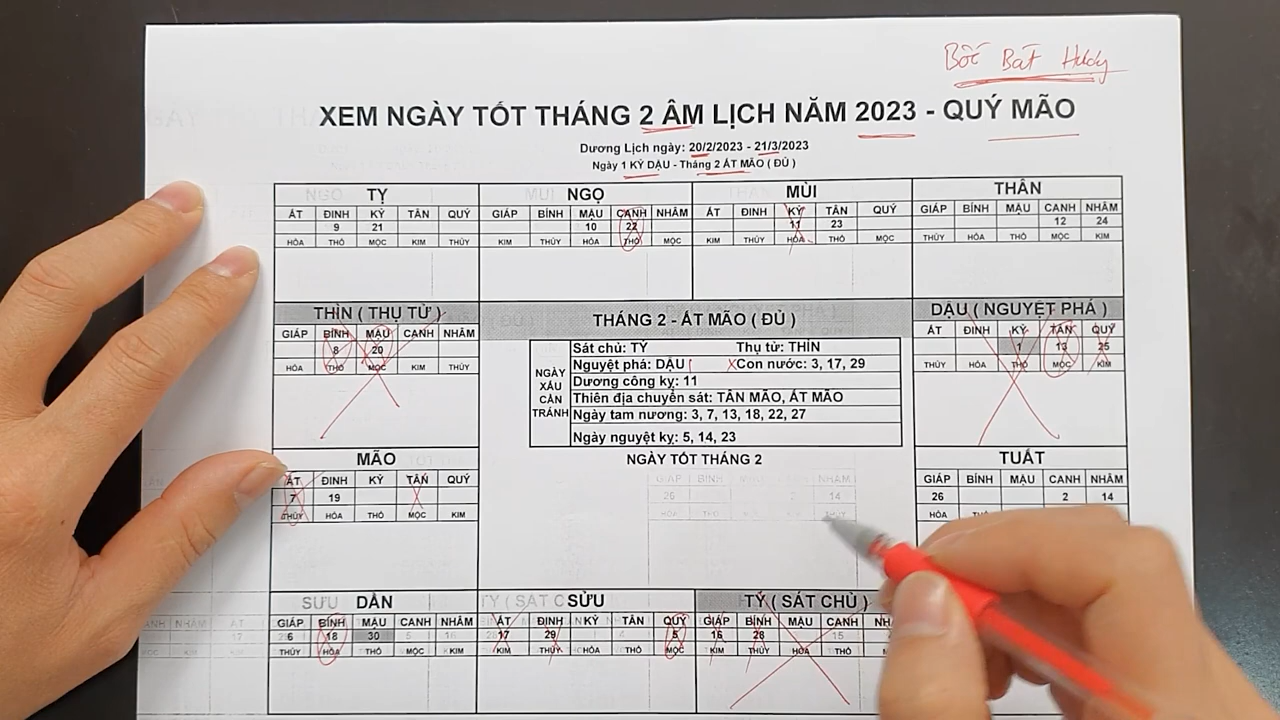 Bốc Bát
XEM NGÀY TỐT THÁNG 2 ÂM LỊCH NĂM 2023 - QUÝ MÃO
Dương Lịch ngày: 20/2/2023 - 21/3/2023
Ngày 1 KỶ DẬU - Tháng 2 ẤT MÃO ( ĐỦ )
TỴ NGỌ MÙI THÂN
ẤT ĐINH KỶ TÂN QUÝ GIÁP BÍNH MẬU CANH NHÂM ẤT ĐINH KỶ TÂN QUÝ GIÁP BÍNH MẬU CANH NHÂM
9 21 10 22 11 23 12 24
HỎA THỔ MỘC KIM THỦY KIM THỦY HỎA THỔ MỘC KIM THỦY HỎA THỔ MỘC THỦY HỎA THỔ MỘC KIM
THÌN ( THỤ TỬ ) THÁNG 2 - ẤT MÃO ( ĐỦ ) DẬU ( NGUYỆT PHÁ )
GIÁP BÍNH MẬU CANH NHÂM ẤT ĐINH KỶ TÂN QUÝ
8 20 1 13 25
HỎA THỔ MỘC KIM THỦY THỦY HỎA THỔ MỘC KIM
NGÀY XẤU CẦN TRÁNH
Sát chủ: TÝ Thụ tử: THÌN
Nguyệt phá: DẬU Con nước: 3, 17, 29
Dương công kỵ: 11
Thiên địa chuyển sát: TÂN MÃO, ẤT MÃO
Ngày tam nương: 3, 7, 13, 18, 22, 27
Ngày nguyệt kỵ: 5, 14, 23
MÃO NGÀY TỐT THÁNG 2 TUẤT
ẤT ĐINH KỶ TÂN QUÝ GIÁP BÍNH MẬU CANH NHÂM
7 19 26 2 14
THỦY HỎA THỔ MỘC KIM HỎA
DẦN SỬU TÝ ( SÁT CHỦ )
GIÁP BÍNH MẬU CANH NHÂM ẤT ĐINH KỶ TÂN QUÝ GIÁP BÍNH MẬU CANH
6 18 30 17 29 5 16 28
THỦY HỎA THỔ MỘC KIM KIM THỦY HỎA THỔ MỘC KIM THỦY HỎA THỔ